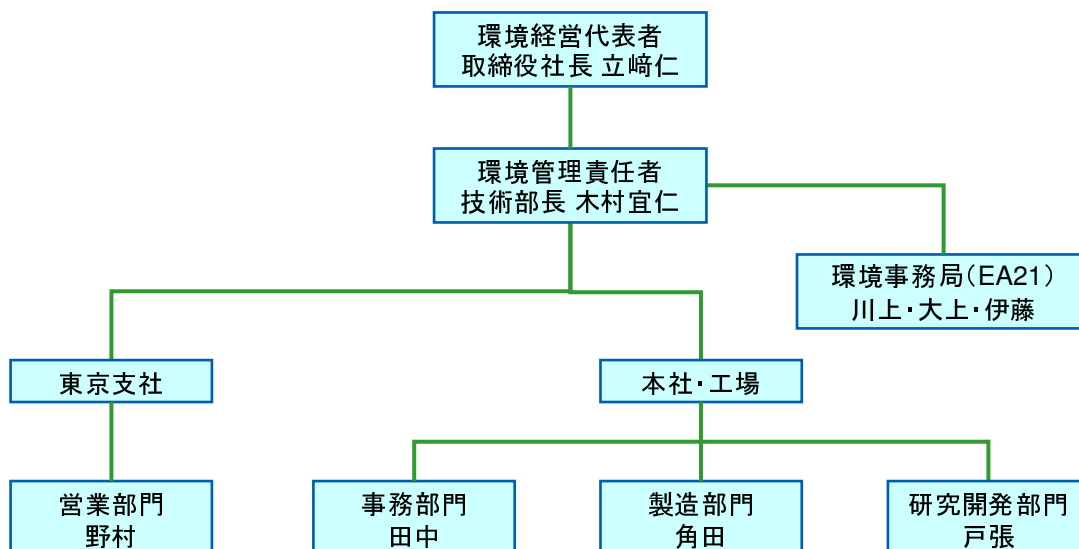 環境経営代表者
取締役社長 立﨑仁
環境管理責任者
技術部長 木村宜仁
環境事務局(EA21)
川上・大上・伊藤
東京支社
本社・工場
営業部門
野村
事務部門
田中
製造部門
角田
研究開発部門
戸張